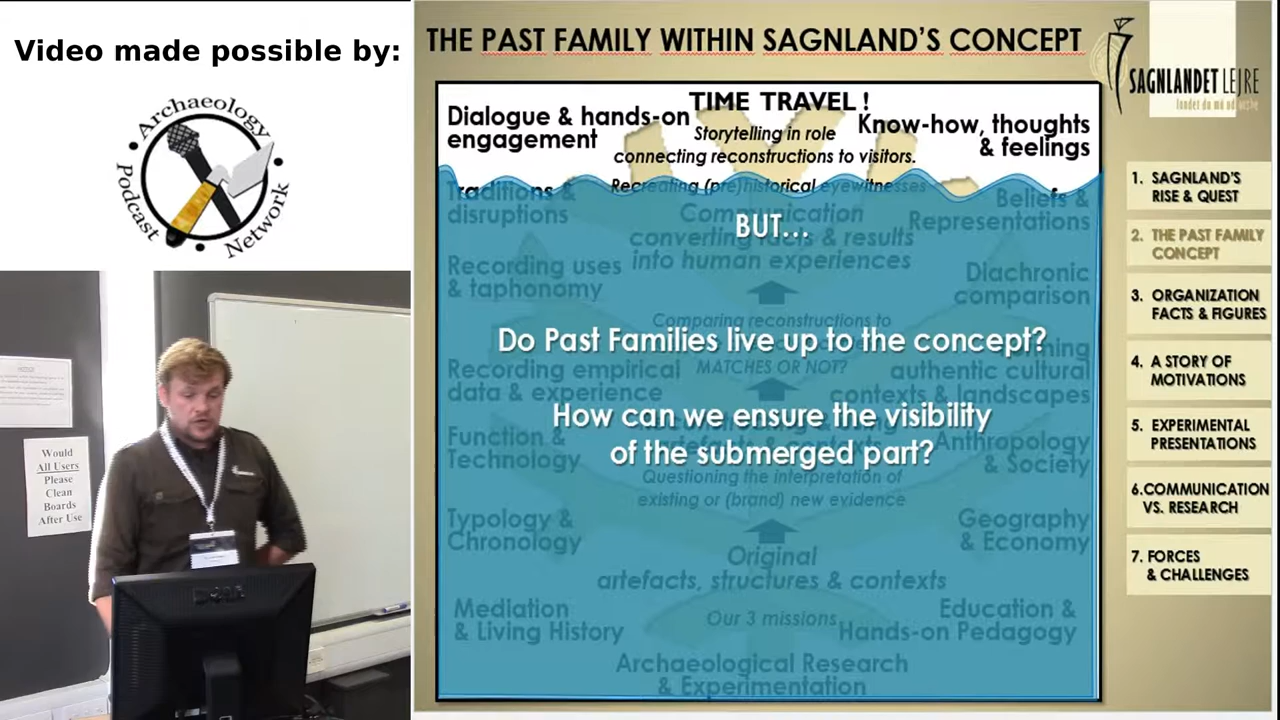 Video made possible by:
Archaeology
Podcast
Network
Would
All Users
Please
Clean
Boards
After Use
DELL
THE PAST FAMILY WITHIN SAGNLAND'S CONCEPT
SAGNLANDET LEJRE
TIME TRAVEL !
Dialogue & hands-on
engagement
Storytelling in role
connecting reconstructions to visitors.
Know-how, thoughts
& feelings
Recreating (pre)historical eyewitnesses
Traditions &
disruptions
Communication
converting facts & results
into human experiences
Beliefs &
Representations
BUT...
Recording uses
& taphonomy
Diachronic
comparison
Comparing reconstructions to
Do Past Families live up to the concept?
MATCHES OR NOT?
Recording empirical
data & experience
authentic cultural
contexts & landscapes
How can we ensure the visibility
of the submerged part?
Function &
Technology
Anthropology
& Society
Questioning the interpretation of
existing or (brand) new evidence
Typology &
Chronology
Geography
& Economy
Original
artefacts, structures & contexts
Mediation
& Living History
Our 3 missions
Education &
Hands-on Pedagogy
Archaeological Research
& Experimentation
1. SAGNLAND'S
RISE & QUEST
2. THE PAST FAMILY
CONCEPT
3. ORGANIZATION
FACTS & FIGURES
4. A STORY OF
MOTIVATIONS
5. EXPERIMENTAL
PRESENTATIONS
6.COMMUNICATION
VS. RESEARCH
7. FORCES
& CHALLENGES